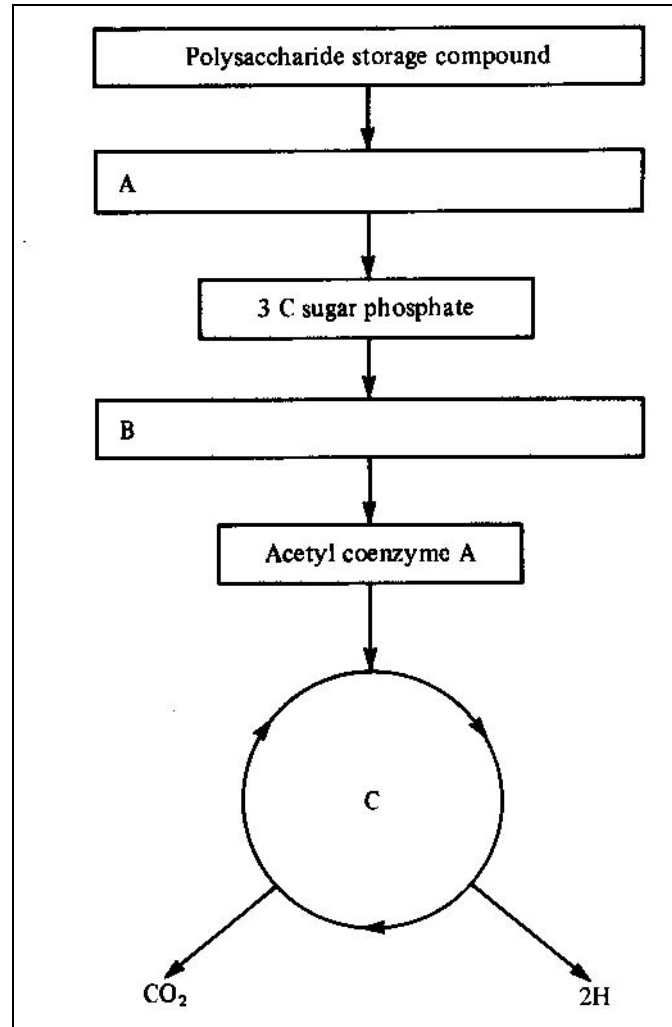 Polysaccharide storage compound
A
3 C sugar phosphate
B
Acetyl coenzyme A
C
CO₂
2H